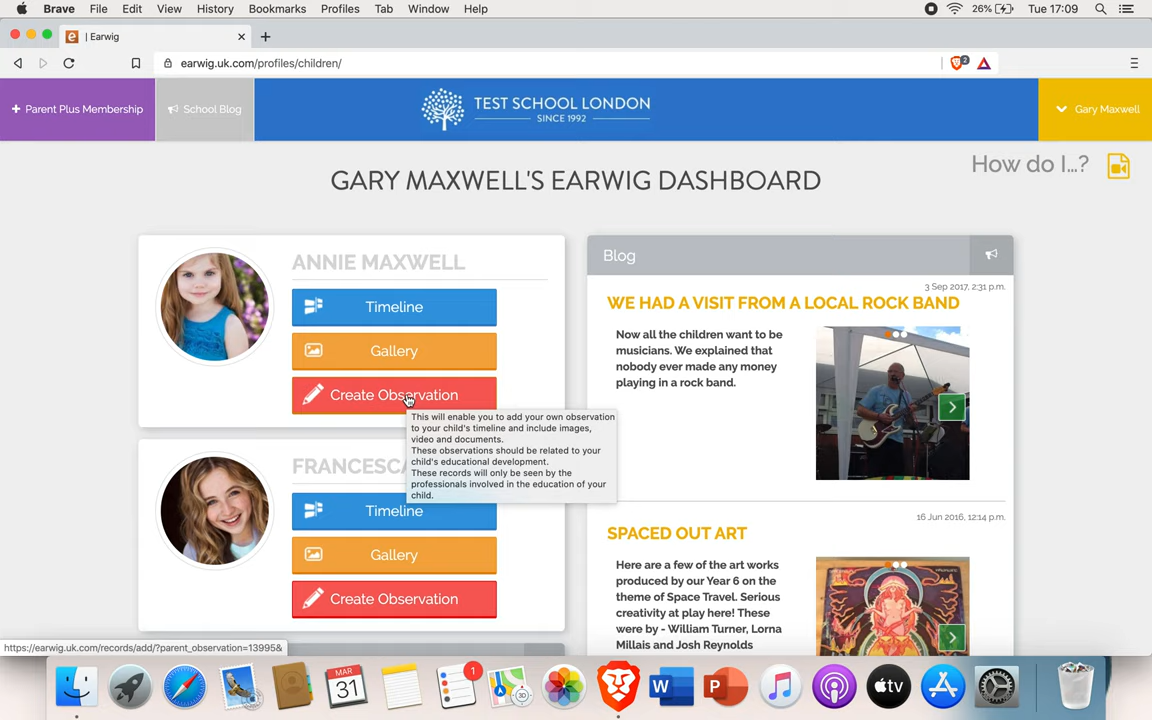 Brave File Edit View History Bookmarks Profiles Tab Window Help 26% Tue 17:09
| Earwig
earwig.uk.com/profiles/children/
2
+ Parent Plus Membership
School Blog
TEST SCHOOL LONDON
SINCE 1992
Gary Maxwell
How do I...?
GARY MAXWELL'S EARWIG DASHBOARD
ANNIE MAXWELL
Timeline
Gallery
Create Observation
This will enable you to add your own observation
to your child's timeline and include images,
video and documents.
These observations should be related to your
child's educational development.
These records will only be seen by the
professionals involved in the education of your
child.
FRANCESCA
Timeline
Gallery
Create Observation
Blog
3 Sep 2017, 2:31 p.m.
WE HAD A VISIT FROM A LOCAL ROCK BAND
Now all the children want to be
musicians. We explained that
nobody ever made any money
playing in a rock band.
16 Jun 2016, 12:14 p.m.
SPACED OUT ART
Here are a few of the art works
produced by our Year 6 on the
theme of Space Travel. Serious
creativity at play here! These
were by - William Turner, Lorna
Millais and Josh Reynolds
https://earwig.uk.com/records/add/?parent_observation=13995&
MAR
31
1
3D
W
P
tv